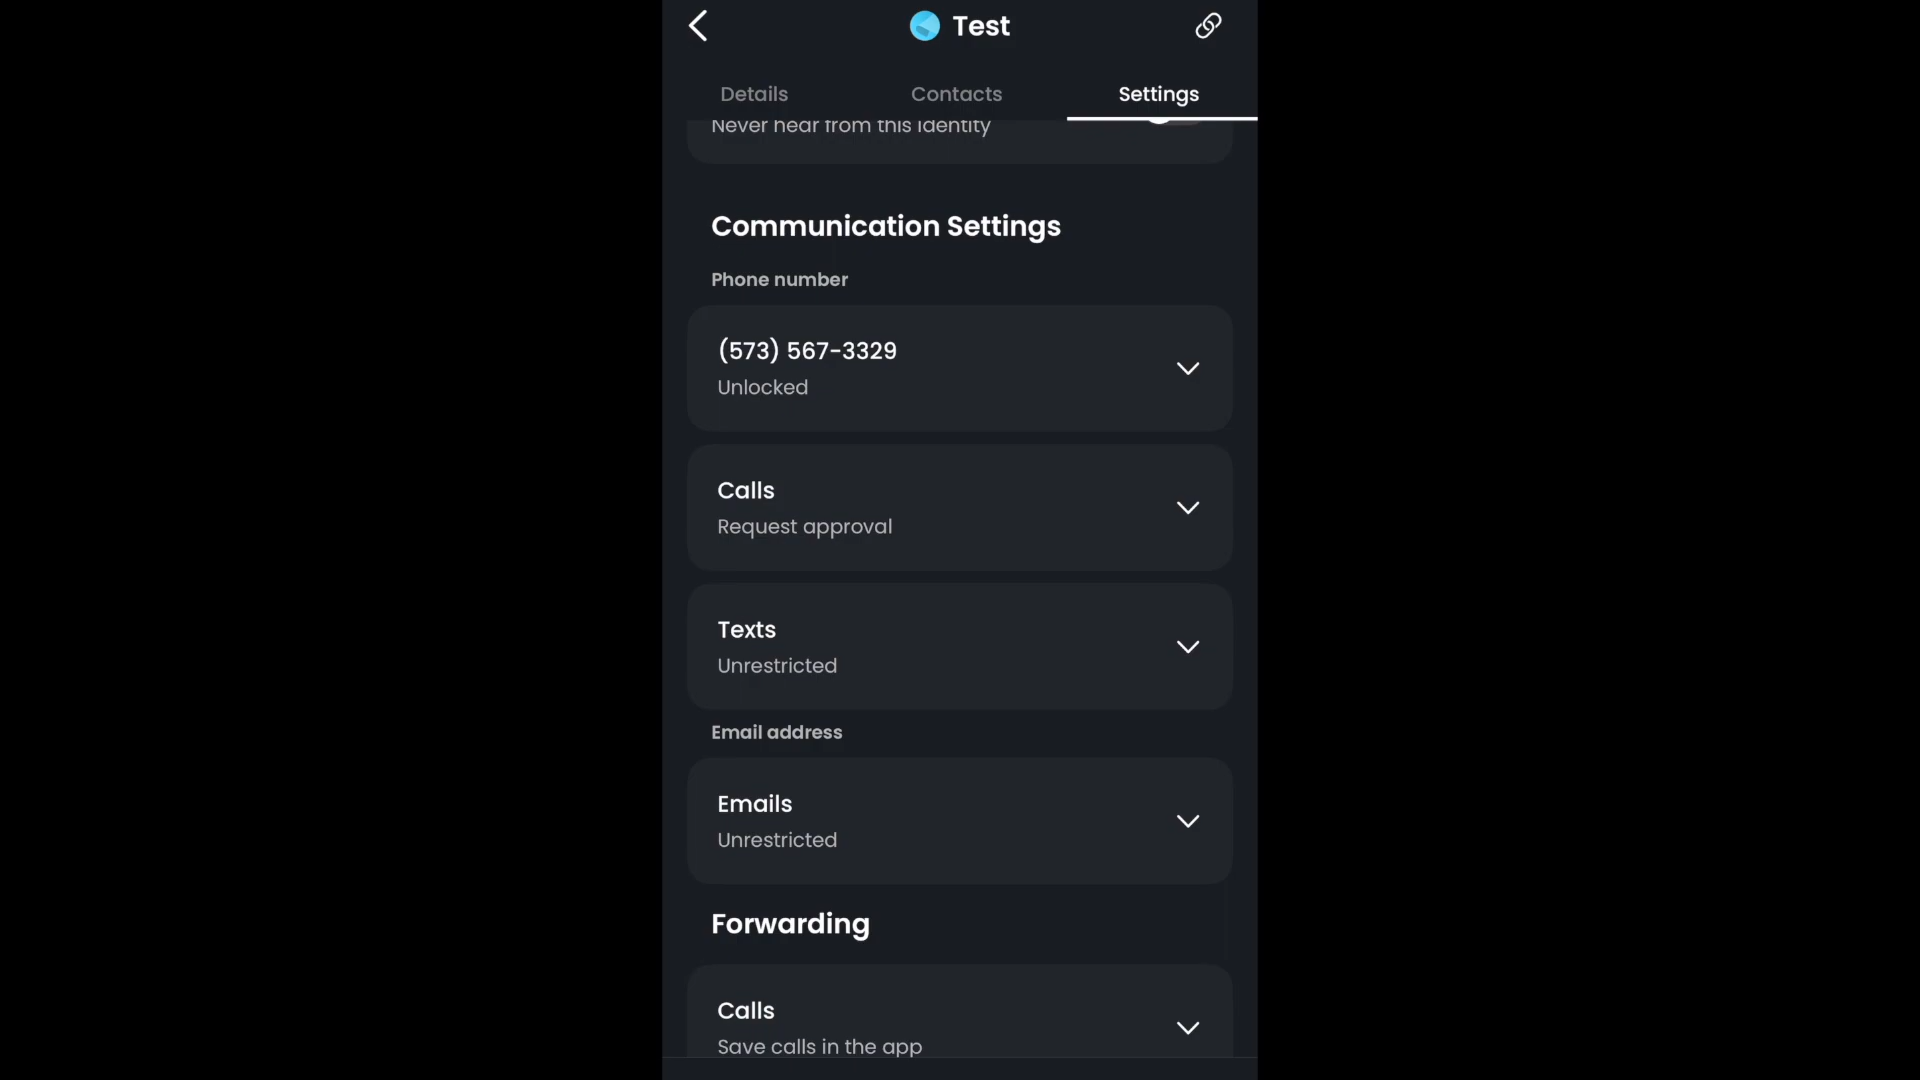 Test
Details Contacts Settings
Never hear from this identity
Communication Settings
Phone number
(573) 567-3329
Unlocked
Calls
Request approval
Texts
Unrestricted
Email address
Emails
Unrestricted
Forwarding
Calls
Save calls in the app